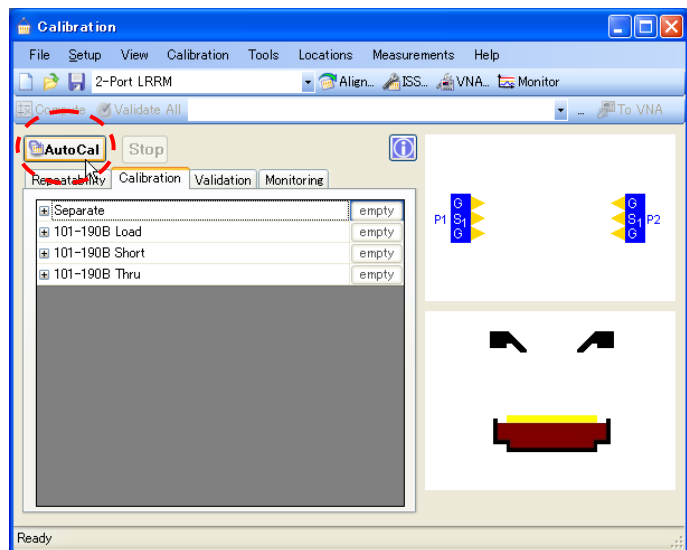 Calibration
File Setup View Calibration Tools Locations Measurements Help
2-Port LRRM Align... ISS... VNA... Monitor
Compute Validate All ... To VNA
AutoCal Stop
Repeatability Calibration Validation Monitoring
Separate empty
101-190B Load empty
101-190B Short empty
101-190B Thru empty
G G
P1 S1 S1 P2
G G
Ready